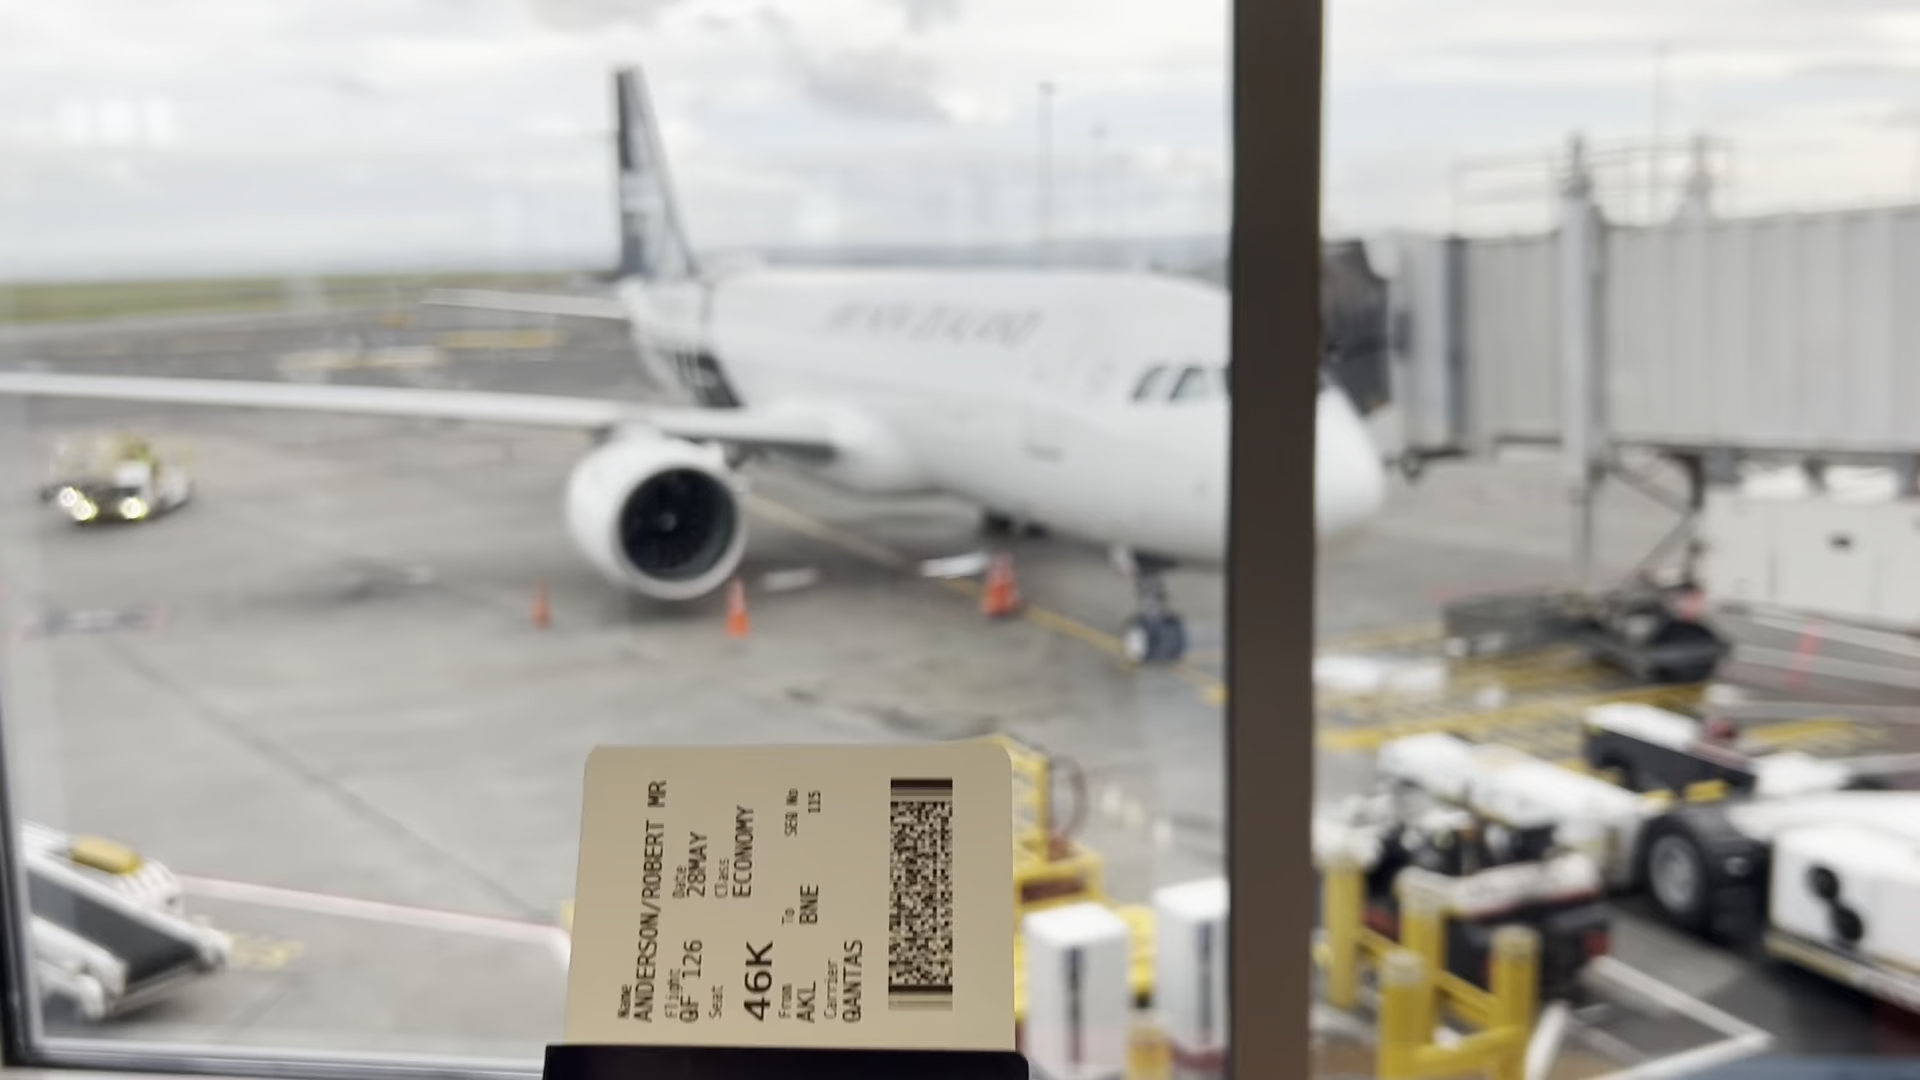 Name
ANDERSON/ROBERT MR
Flight Date
QF 126 28MAY
Seat Class
46K ECONOMY
From To SEQ No
AKL BNE 115
Carrier
QANTAS